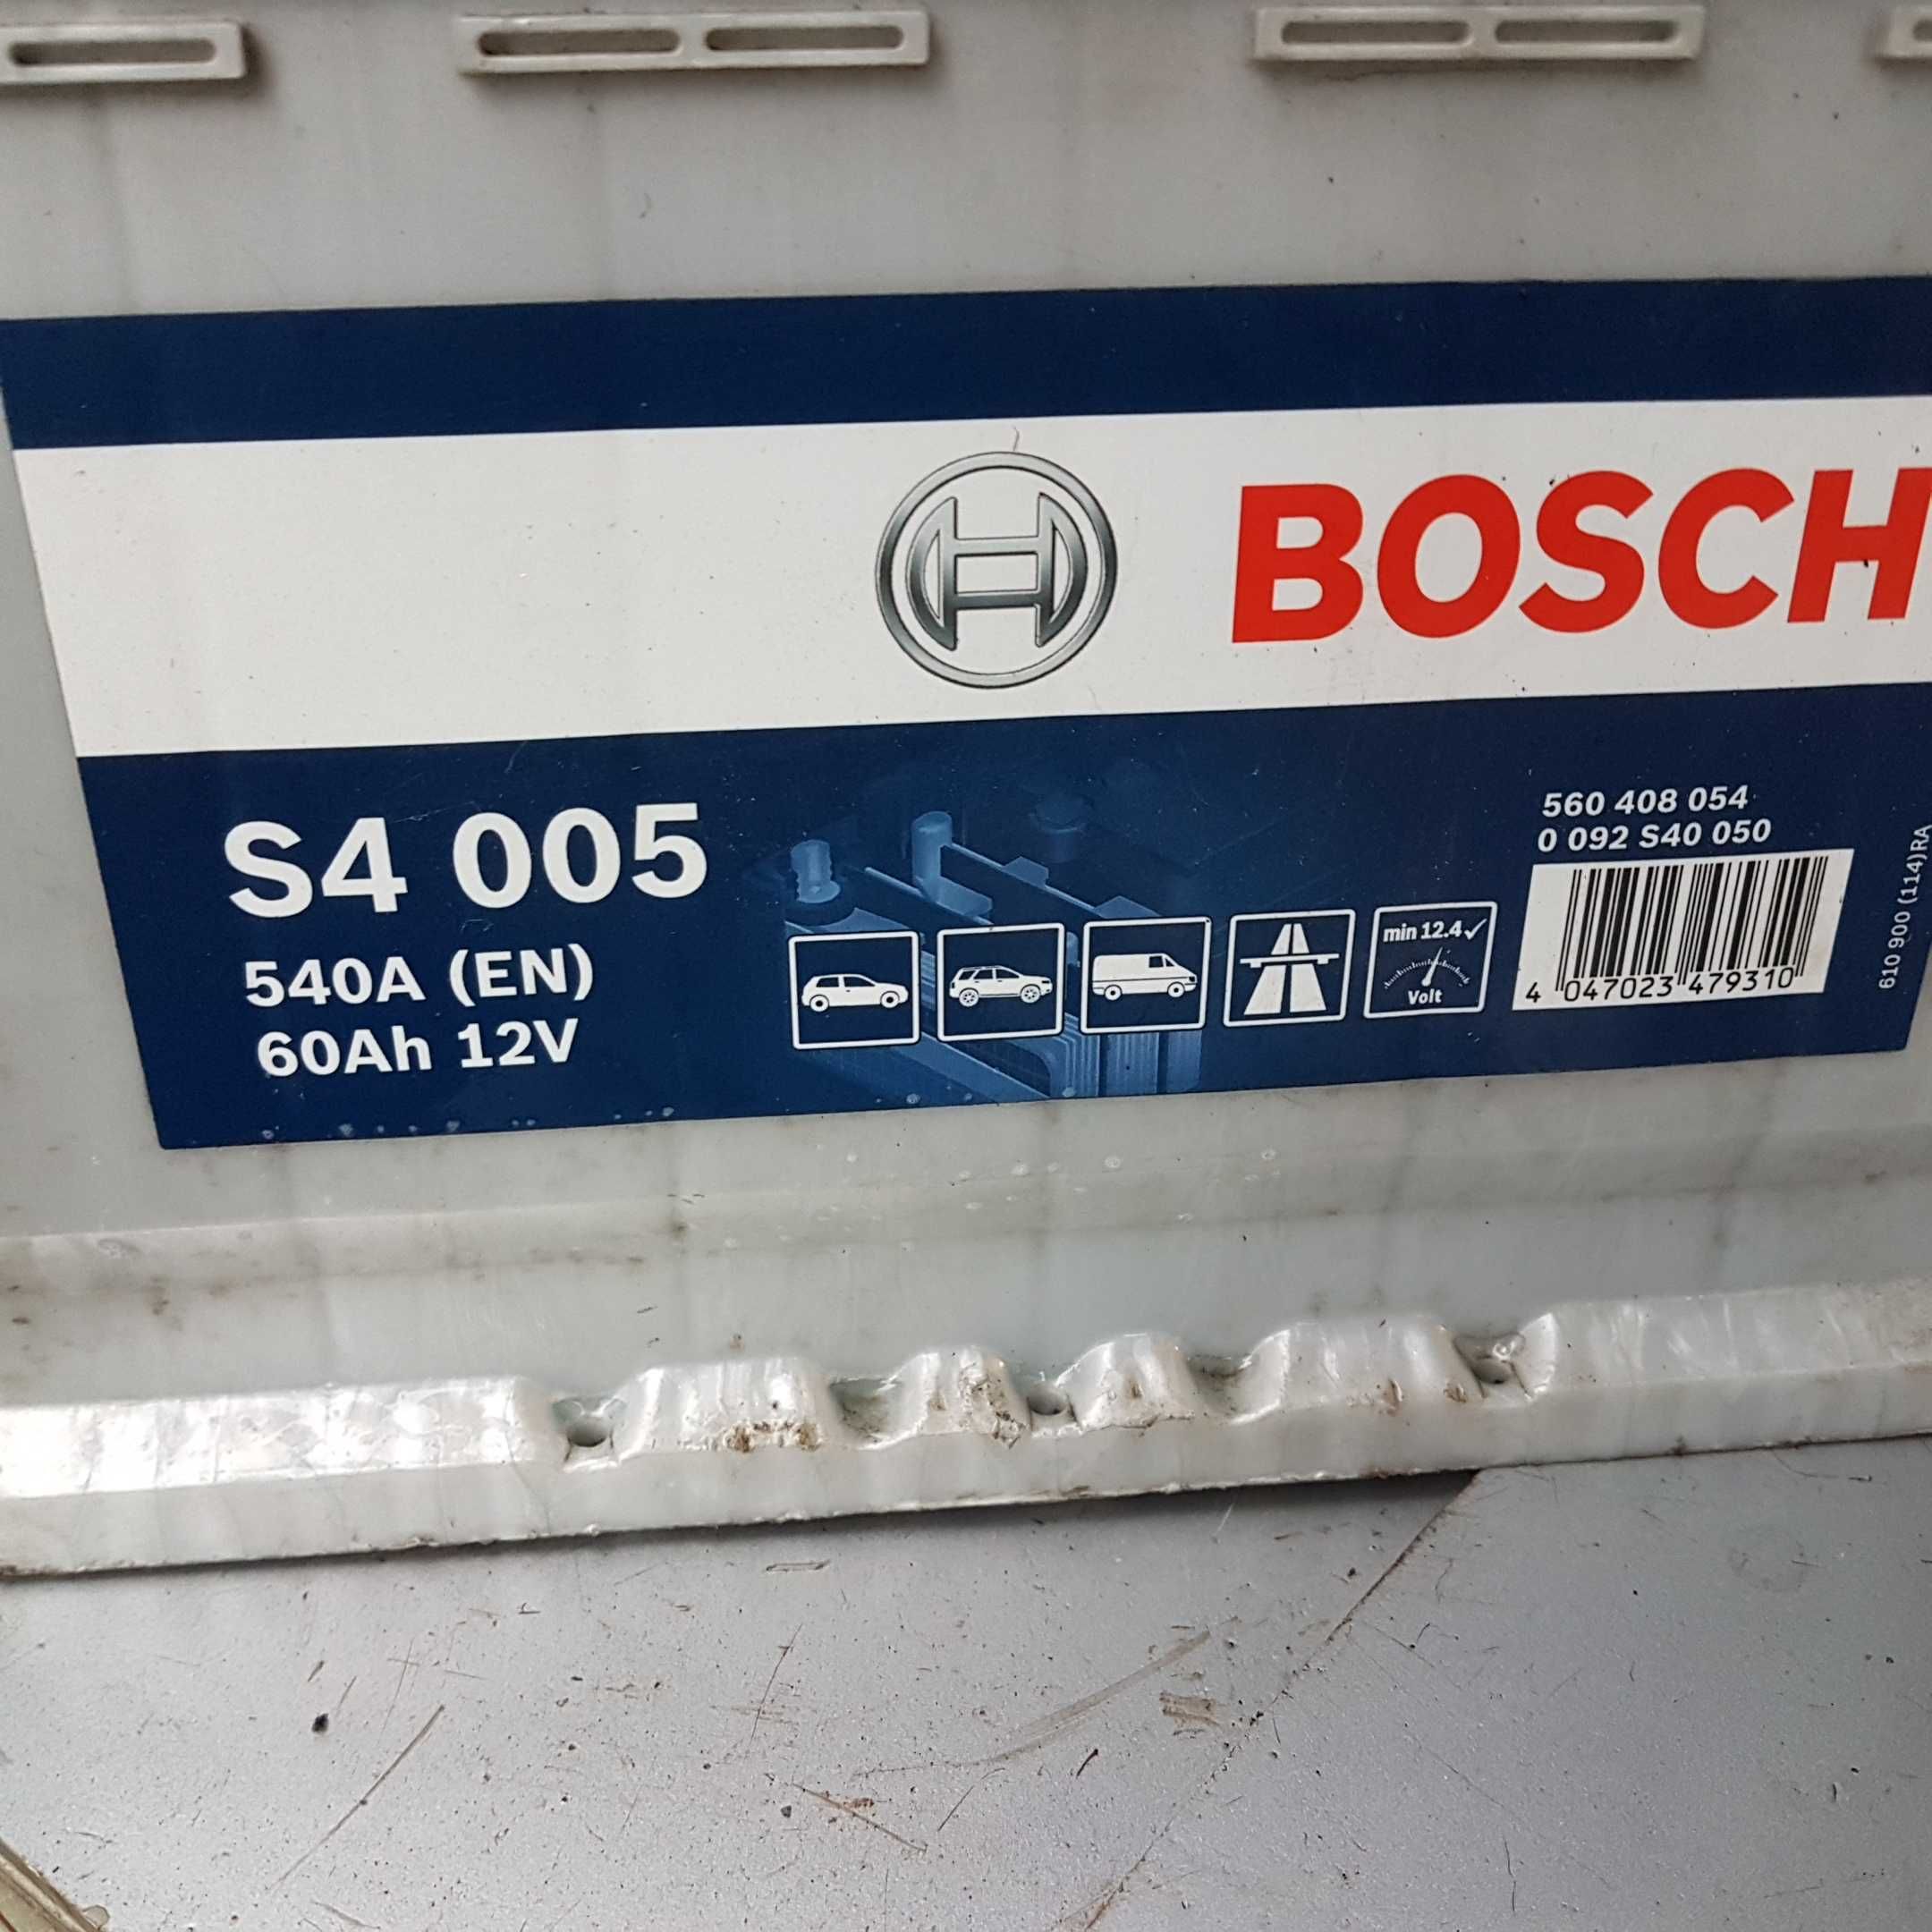 BOSCH
S4 005
540A (EN)
60Ah 12V
min 12.4✓
Volt
560 408 054
0 092 S40 050
4 047023 479310
610 900 (114)RA